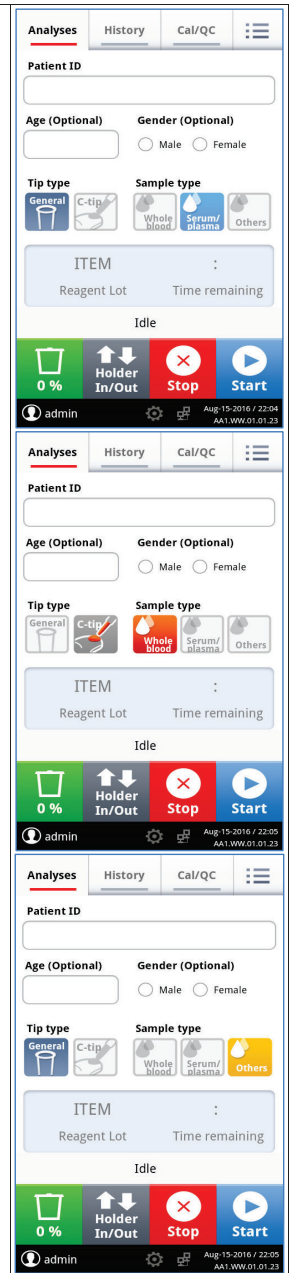 Analyses History Cal/QC
Patient ID
Age (Optional) Gender (Optional)
Male Female
Tip type Sample type
General C-tip Whole blood Serum/plasma Others
ITEM :
Reagent Lot Time remaining
Idle
0 % Holder In/Out Stop Start
admin Aug-15-2016 / 22:04
AA1.WW.01.01.23
Analyses History Cal/QC
Patient ID
Age (Optional) Gender (Optional)
Male Female
Tip type Sample type
General C-tip Whole blood Serum/plasma Others
ITEM :
Reagent Lot Time remaining
Idle
0 % Holder In/Out Stop Start
admin Aug-15-2016 / 22:05
AA1.WW.01.01.23
Analyses History Cal/QC
Patient ID
Age (Optional) Gender (Optional)
Male Female
Tip type Sample type
General C-tip Whole blood Serum/plasma Others
ITEM :
Reagent Lot Time remaining
Idle
0 % Holder In/Out Stop Start
admin Aug-15-2016 / 22:05
AA1.WW.01.01.23